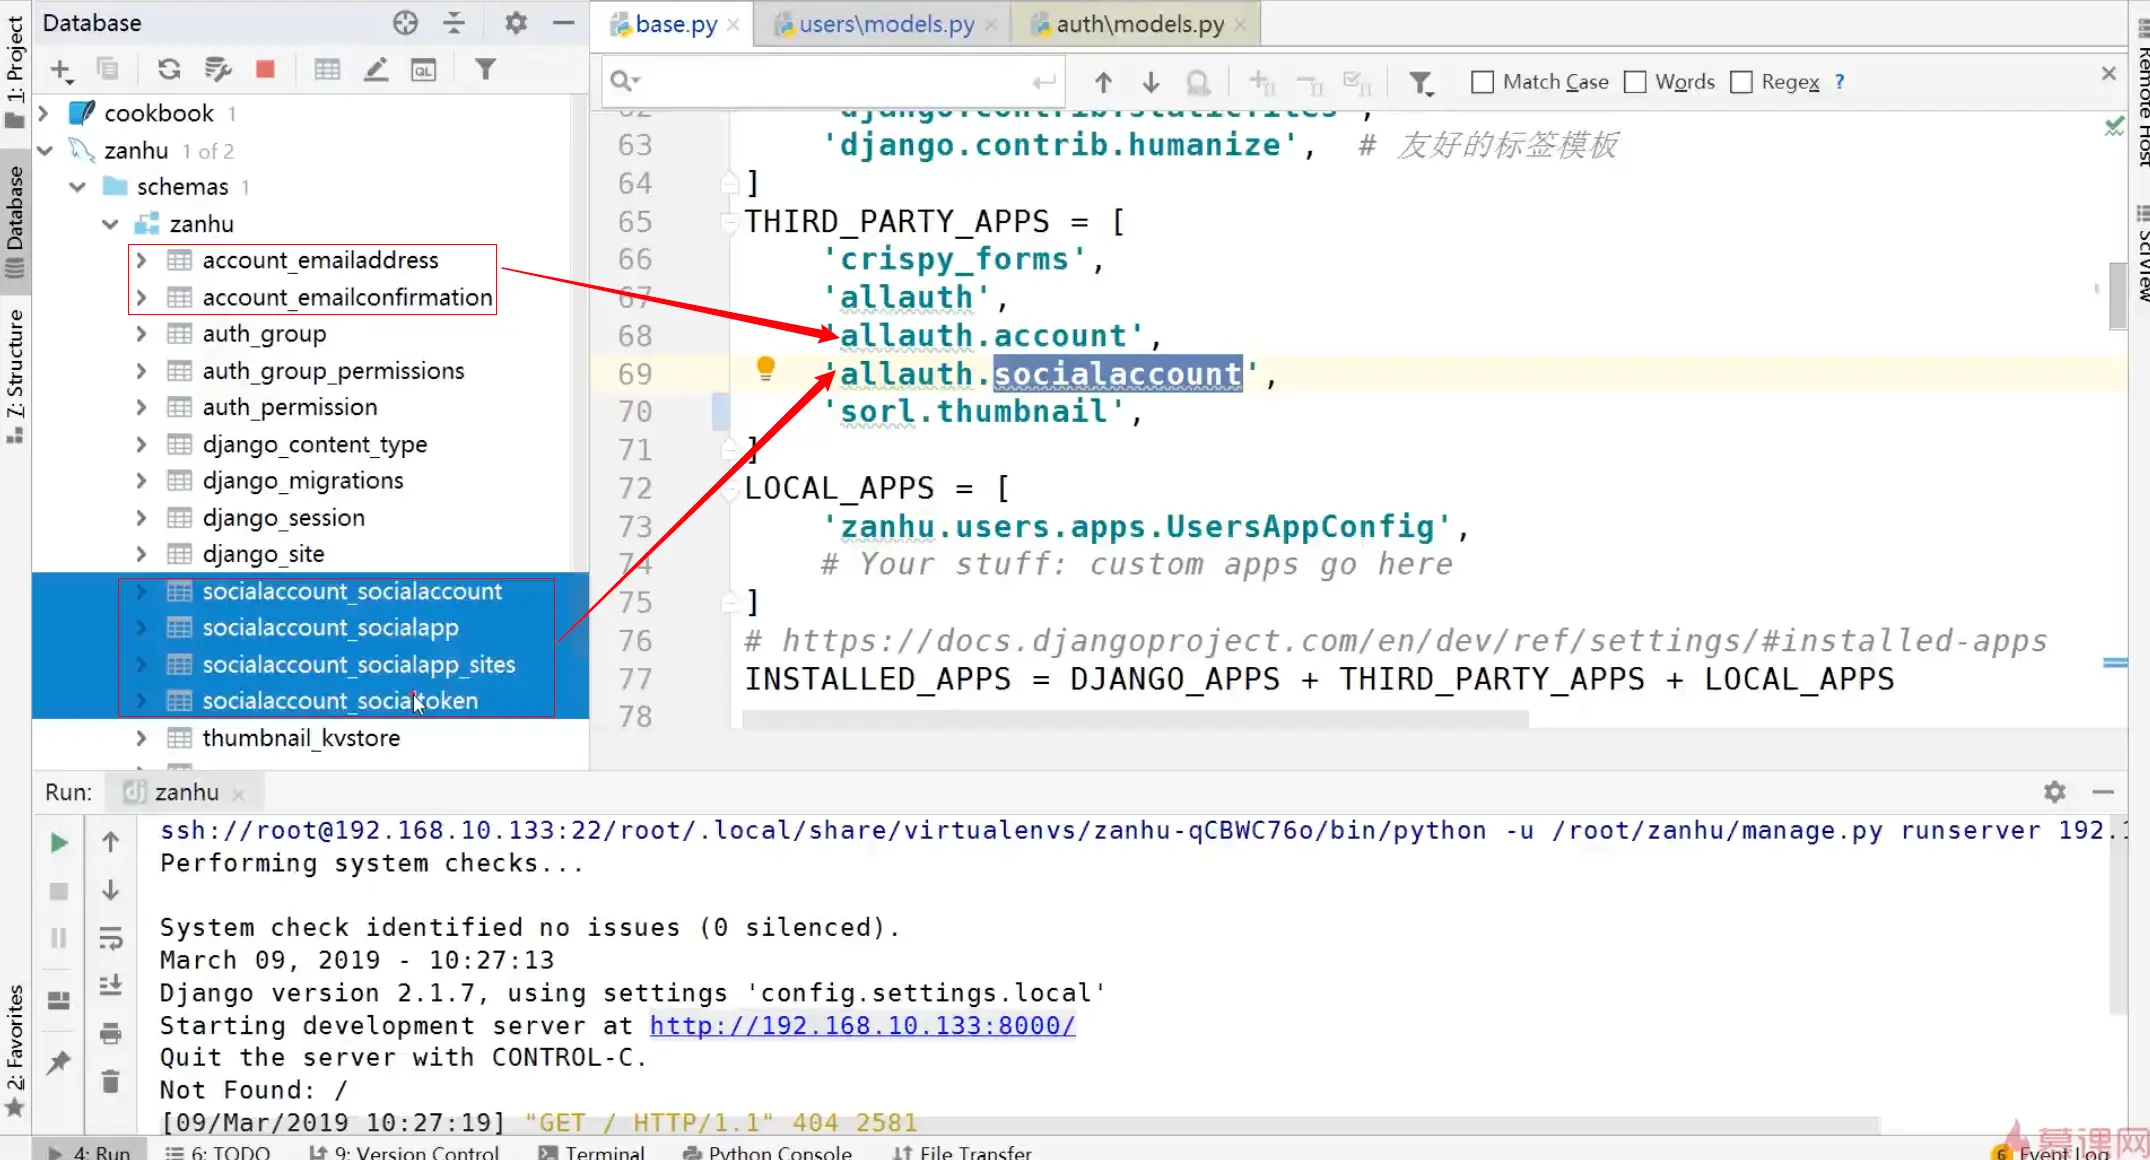 Database
base.py
users\models.py
auth\models.py
Match Case
Words
Regex
?
1: Project
Database
7: Structure
2: Favorites
Remote Host
SciView
cookbook 1
zanhu 1 of 2
schemas 1
zanhu
account_emailaddress
account_emailconfirmation
auth_group
auth_group_permissions
auth_permission
django_content_type
django_migrations
django_session
django_site
socialaccount_socialaccount
socialaccount_socialapp
socialaccount_socialapp_sites
socialaccount_socialtoken
thumbnail_kvstore
62 'django.contrib.staticfiles',
63 'django.contrib.humanize', # 友好的标签模板
64 ]
65 THIRD_PARTY_APPS = [
66 'crispy_forms',
67 'allauth',
68 'allauth.account',
69 'allauth.socialaccount',
70 'sorl.thumbnail',
71 ]
72 LOCAL_APPS = [
73 'zanhu.users.apps.UsersAppConfig',
74 # Your stuff: custom apps go here
75 ]
76 # https://docs.djangoproject.com/en/dev/ref/settings/#installed-apps
77 INSTALLED_APPS = DJANGO_APPS + THIRD_PARTY_APPS + LOCAL_APPS
78
Run: zanhu
ssh://root@192.168.10.133:22/root/.local/share/virtualenvs/zanhu-qCBWC76o/bin/python -u /root/zanhu/manage.py runserver 192.1
Performing system checks...
System check identified no issues (0 silenced).
March 09, 2019 - 10:27:13
Django version 2.1.7, using settings 'config.settings.local'
Starting development server at http://192.168.10.133:8000/
Quit the server with CONTROL-C.
Not Found: /
[09/Mar/2019 10:27:19] "GET / HTTP/1.1" 404 2581
4: Run
6: TODO
9: Version Control
Terminal
Python Console
File Transfer
6 Event Log
慕课网